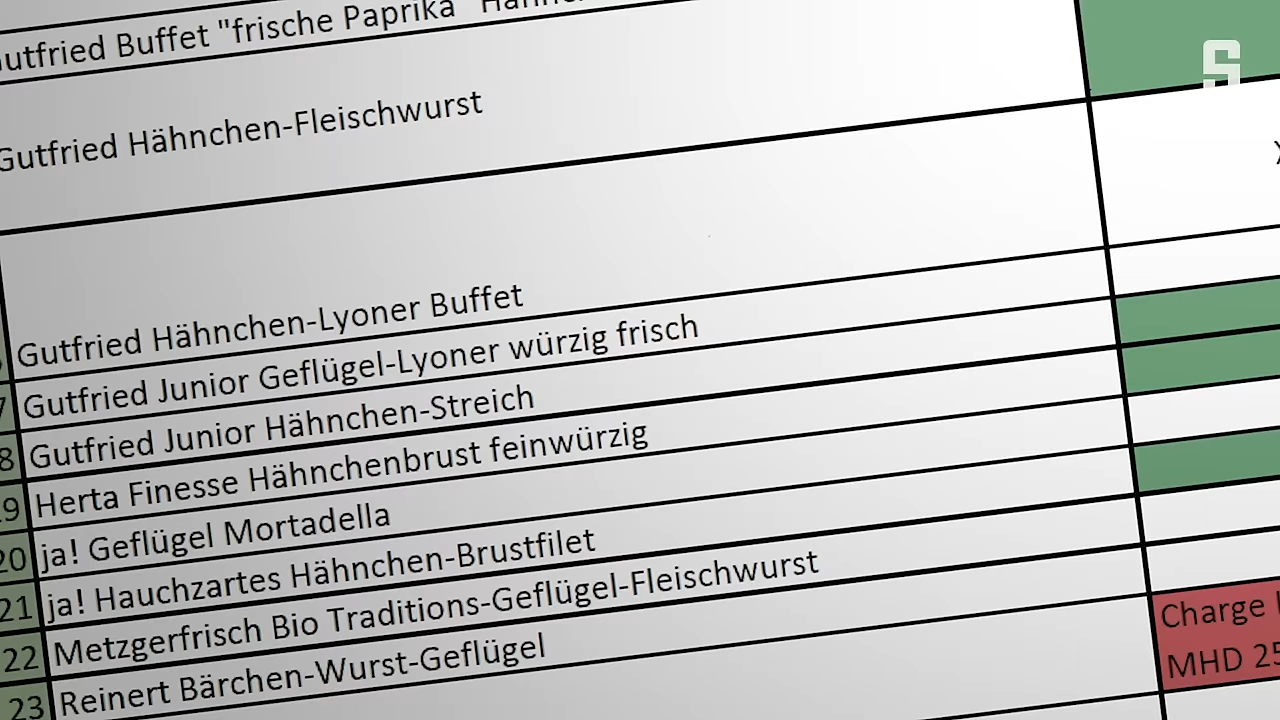 Gutfried Buffet "frische Paprika"
Gutfried Hähnchen-Fleischwurst
Gutfried Hähnchen-Lyoner Buffet
7 Gutfried Junior Geflügel-Lyoner würzig frisch
8 Gutfried Junior Hähnchen-Streich
9 Herta Finesse Hähnchenbrust feinwürzig
20 ja! Geflügel Mortadella
21 ja! Hauchzartes Hähnchen-Brustfilet
22 Metzgerfrisch Bio Traditions-Geflügel-Fleischwurst
23 Reinert Bärchen-Wurst-Geflügel
Charge
MHD 25
S